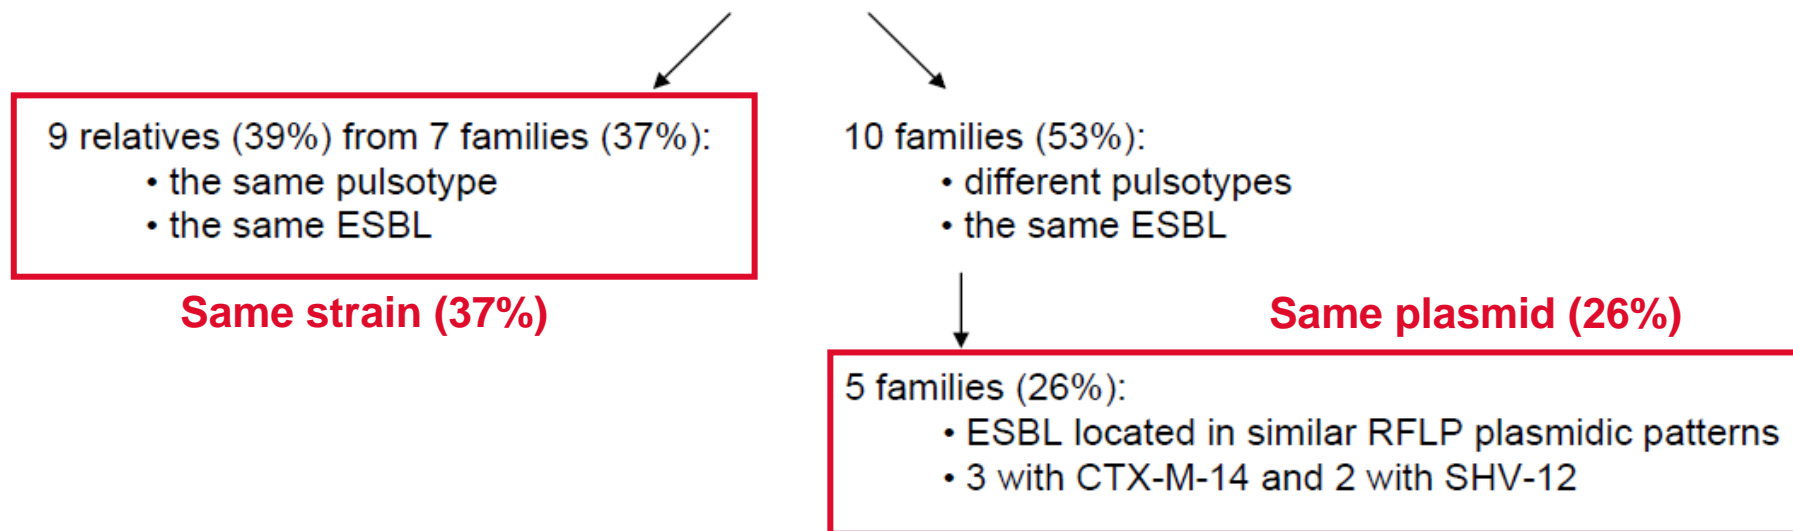 9 relatives (39%) from 7 families (37%):
• the same pulsotype
• the same ESBL
Same strain (37%)
10 families (53%):
• different pulsotypes
• the same ESBL
Same plasmid (26%)
5 families (26%):
• ESBL located in similar RFLP plasmidic patterns
• 3 with CTX-M-14 and 2 with SHV-12